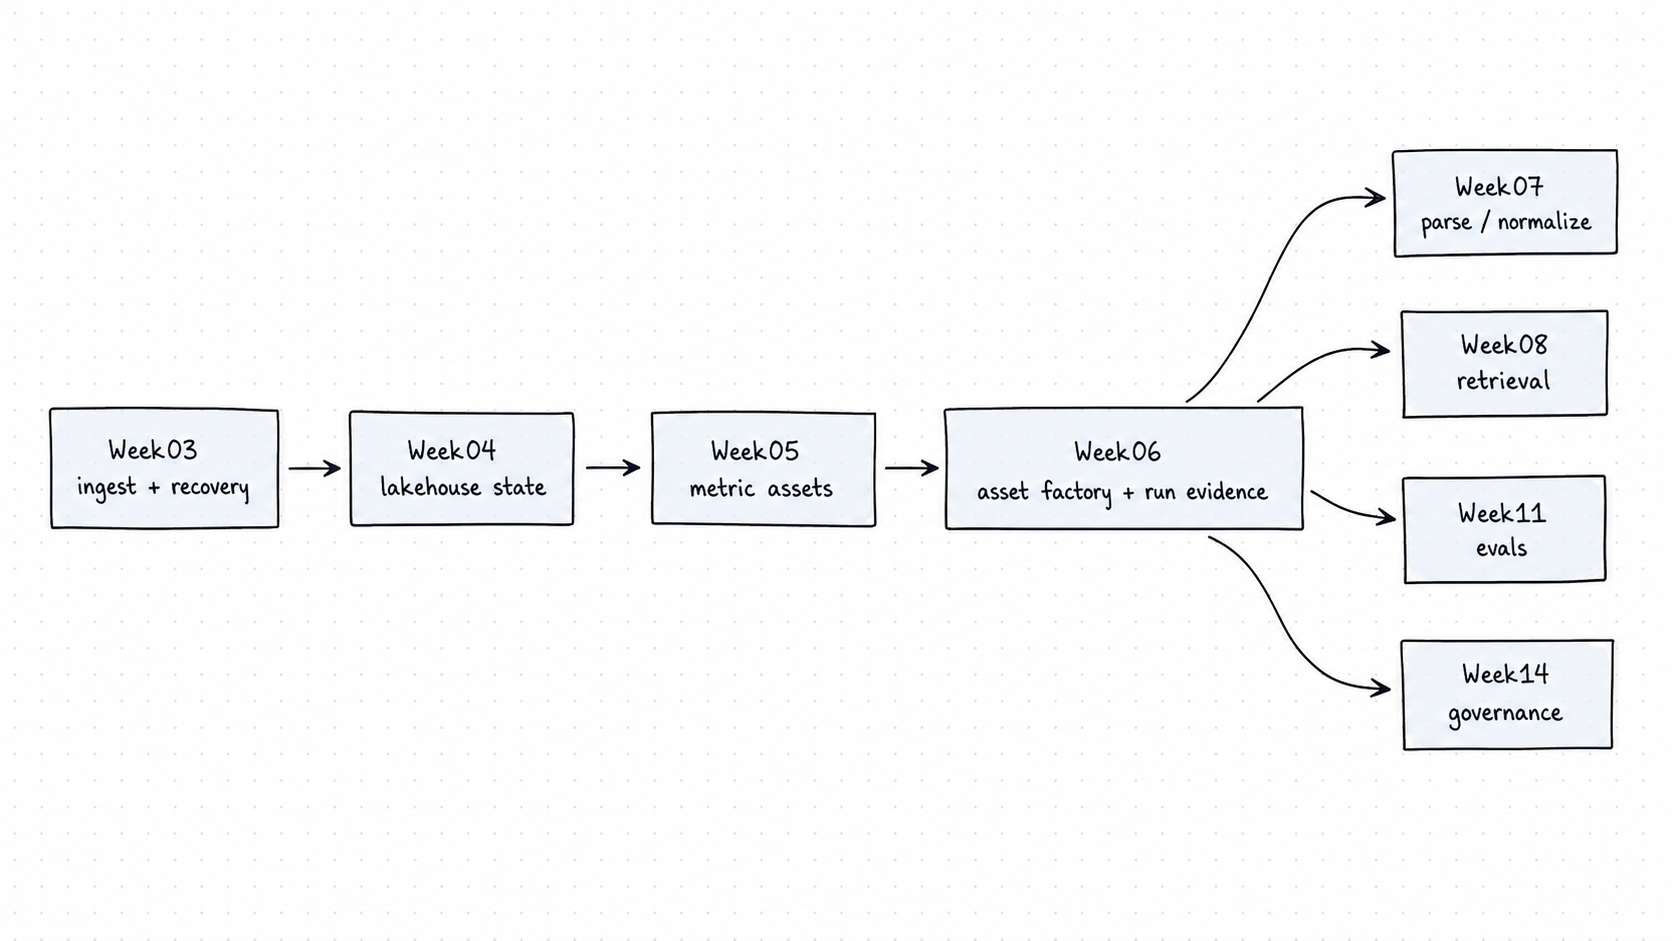 Week03
ingest + recovery
Week04
lakehouse state
Week05
metric assets
Week06
asset factory + run evidence
Week07
parse / normalize
Week08
retrieval
Week11
evals
Week14
governance